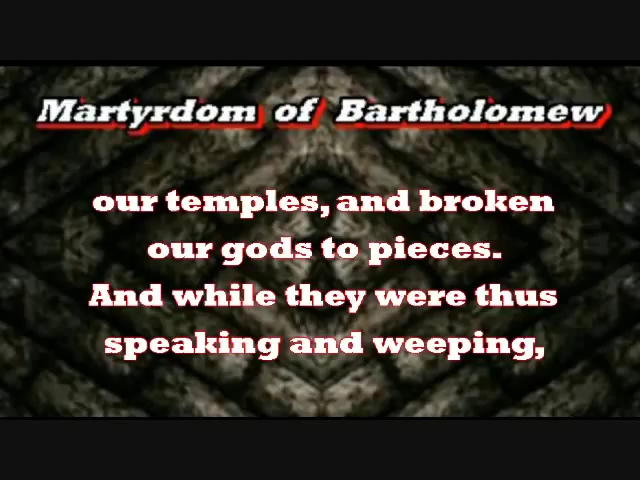 Martyrdom of Bartholomew
our temples, and broken
our gods to pieces.
And while they were thus
speaking and weeping,